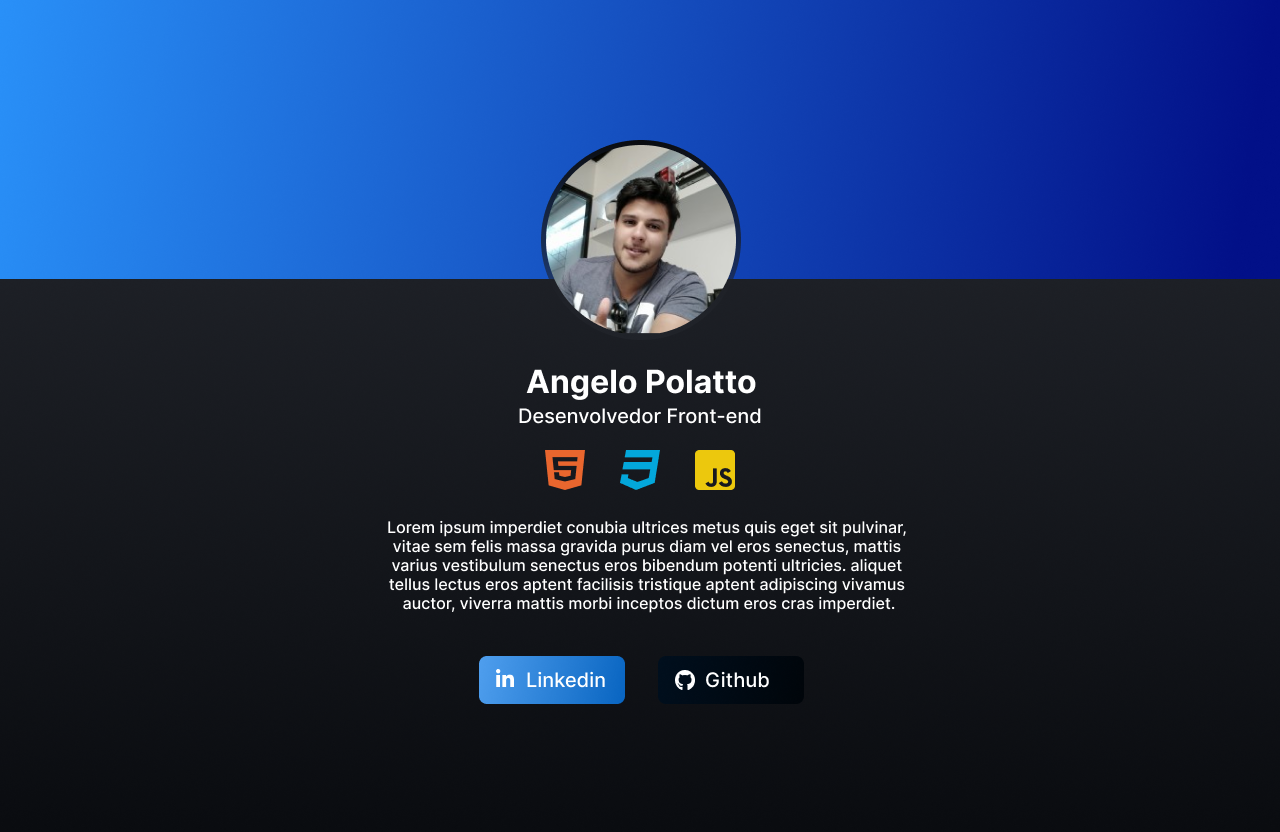 Angelo Polatto
Desenvolvedor Front-end
JS
Lorem ipsum imperdiet conubia ultrices metus quis eget sit pulvinar,
vitae sem felis massa gravida purus diam vel eros senectus, mattis
varius vestibulum senectus eros bibendum potenti ultricies. aliquet
tellus lectus eros aptent facilisis tristique aptent adipiscing vivamus
auctor, viverra mattis morbi inceptos dictum eros cras imperdiet.
in Linkedin
Github